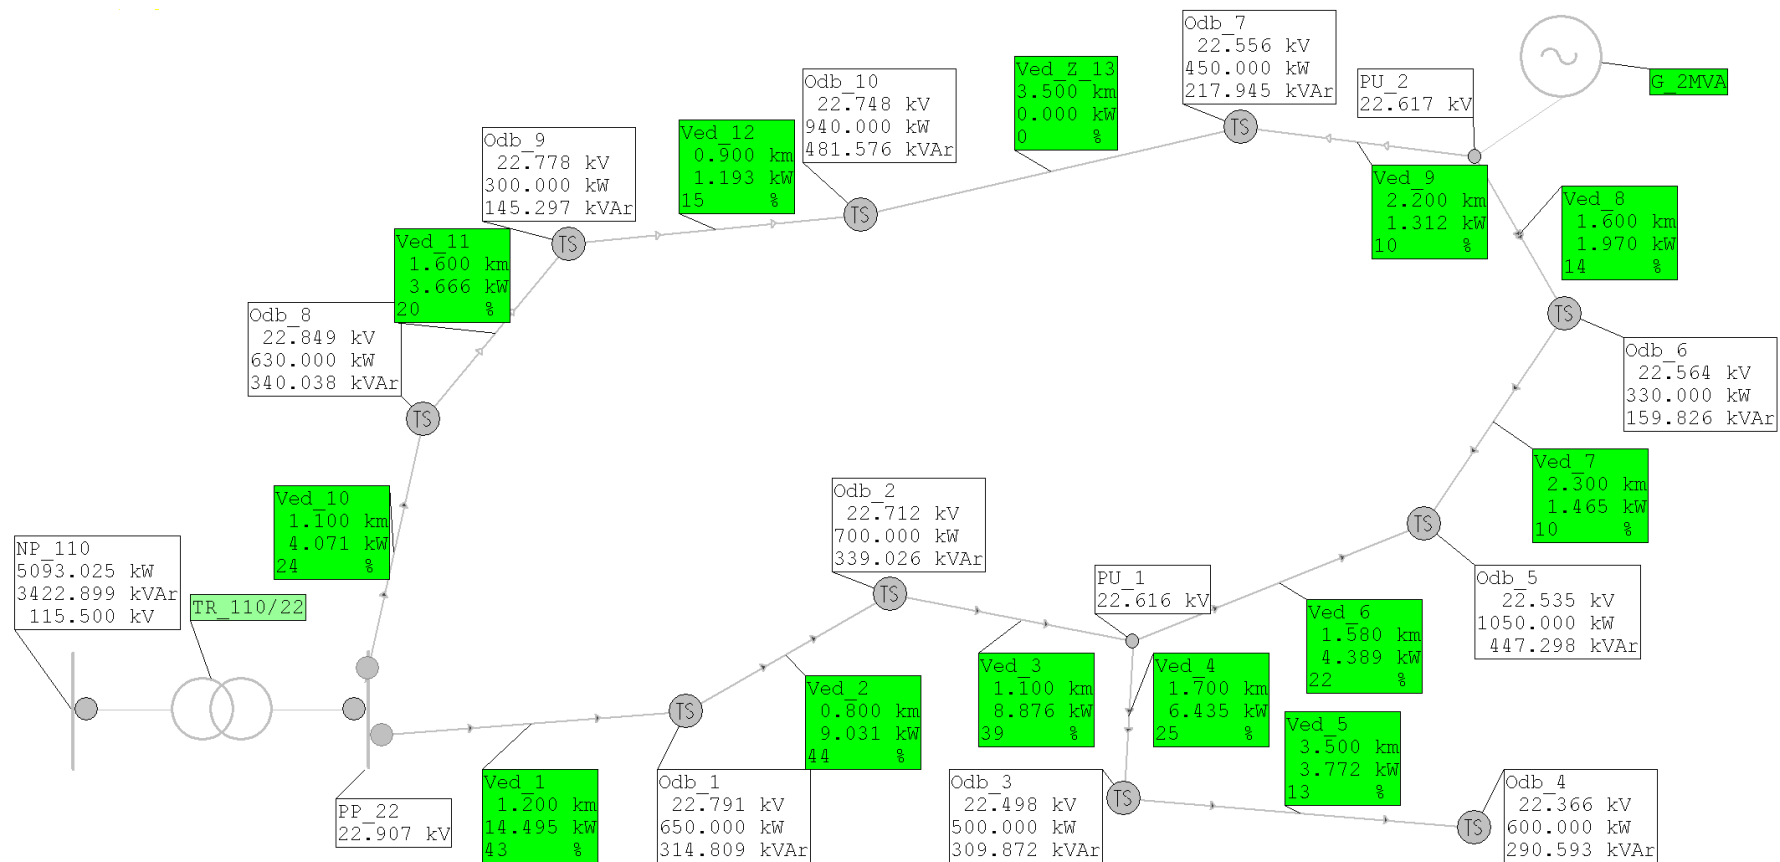 Odb_7
22.556 kV
450.000 kW
217.945 kVAr
G_2MVA
PU_2
22.617 kV
Ved_Z_13
3.500 km
0.000 kW
0 %
Odb_10
22.748 kV
940.000 kW
481.576 kVAr
Ved_12
0.900 km
1.193 kW
15 %
Odb_9
22.778 kV
300.000 kW
145.297 kVAr
TS
TS
TS
Ved_9
2.200 km
1.312 kW
10 %
Ved_8
1.600 km
1.970 kW
14 %
Ved_11
1.600 km
3.666 kW
20 %
Odb_8
22.849 kV
630.000 kW
340.038 kVAr
TS
TS
Odb_6
22.564 kV
330.000 kW
159.826 kVAr
Ved_7
2.300 km
1.465 kW
10 %
Ved_10
1.100 km
4.071 kW
24 %
Odb_2
22.712 kV
700.000 kW
339.026 kVAr
TS
TS
NP_110
5093.025 kW
3422.899 kVAr
115.500 kV
TR_110/22
PU_1
22.616 kV
Odb_5
22.535 kV
1050.000 kW
447.298 kVAr
Ved_6
1.580 km
4.389 kW
22 %
Ved_3
1.100 km
8.876 kW
39 %
Ved_4
1.700 km
6.435 kW
25 %
Ved_2
0.800 km
9.031 kW
44 %
TS
Ved_5
3.500 km
3.772 kW
13 %
Ved_1
1.200 km
14.495 kW
43 %
Odb_1
22.791 kV
650.000 kW
314.809 kVAr
PP_22
22.907 kV
Odb_3
22.498 kV
500.000 kW
309.872 kVAr
TS
Odb_4
22.366 kV
600.000 kW
290.593 kVAr
TS